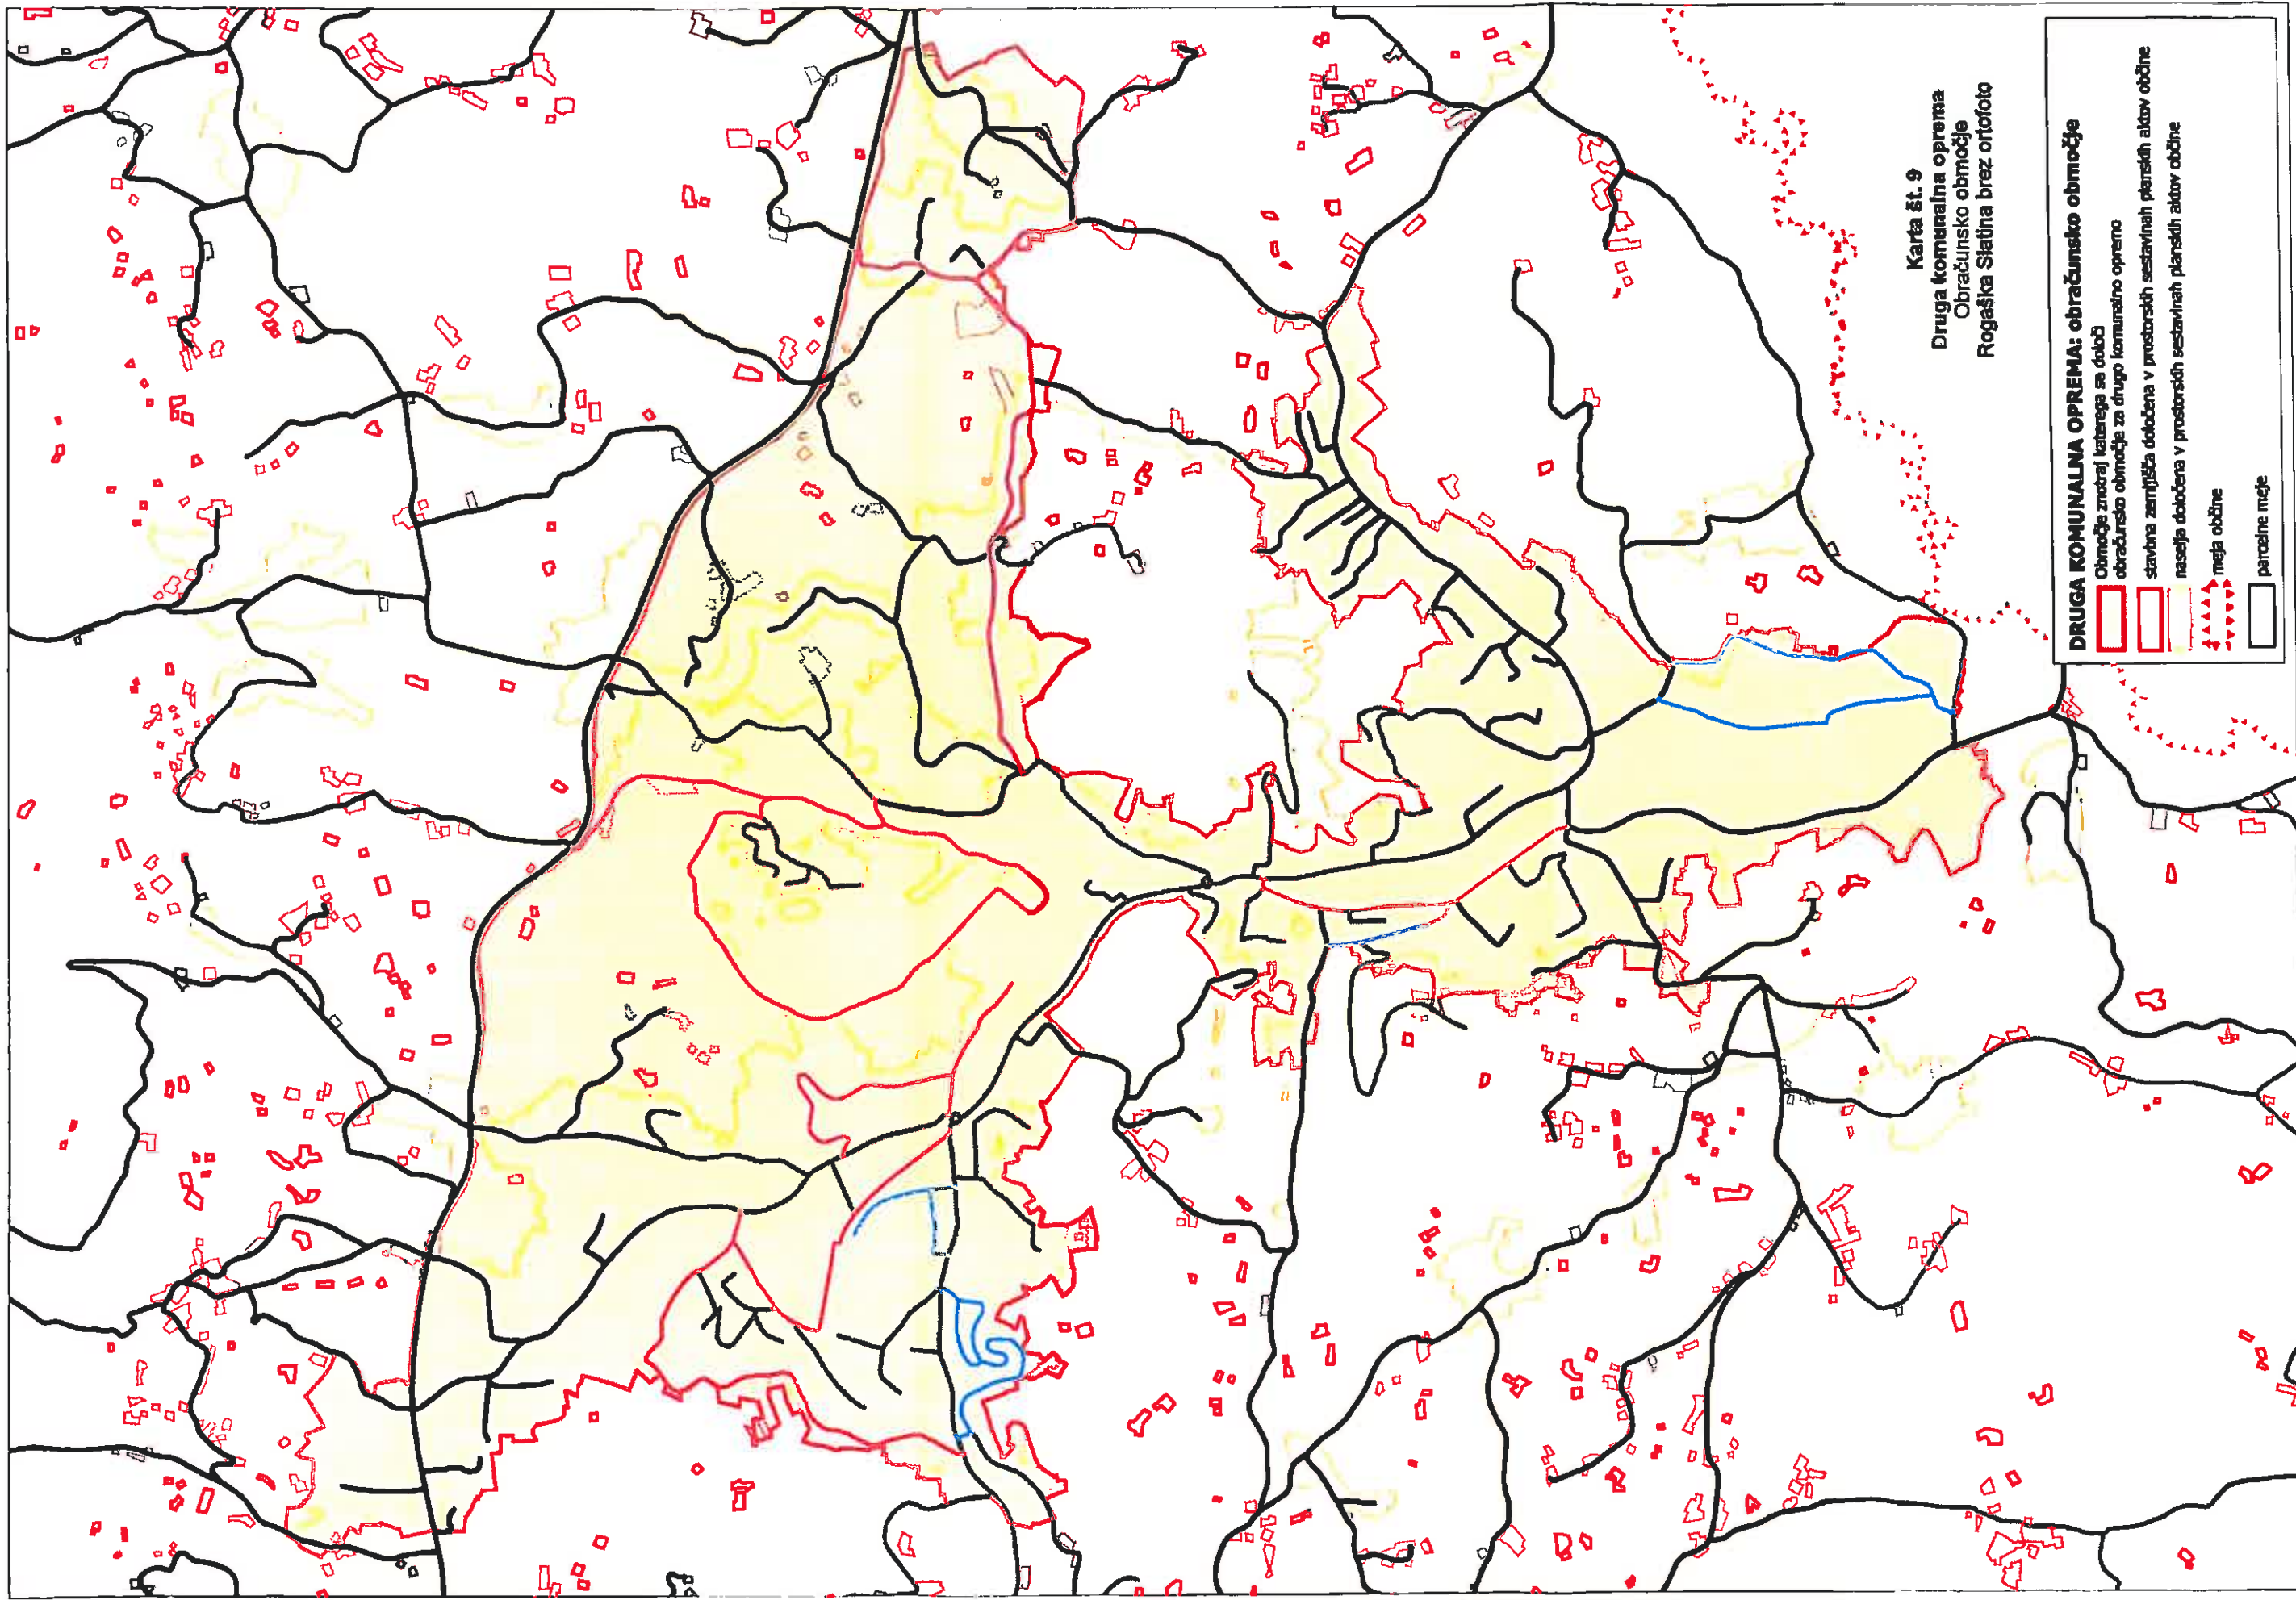 Karta št. 9
Druga komunalna oprema
Obračunsko območje
Rogaška Slatina brez ortofoto
DRUGA KOMUNALNA OPREMA: obračunsko območje
Območje znotraj katerega se določi
obračunsko območje za drugo komunalno opremo
stavbna zemljišča določena v prostorskih sestavinah planskih aktov občine
naselja določena v prostorskih sestavinah planskih aktov občine
meja občine
parcelne meje